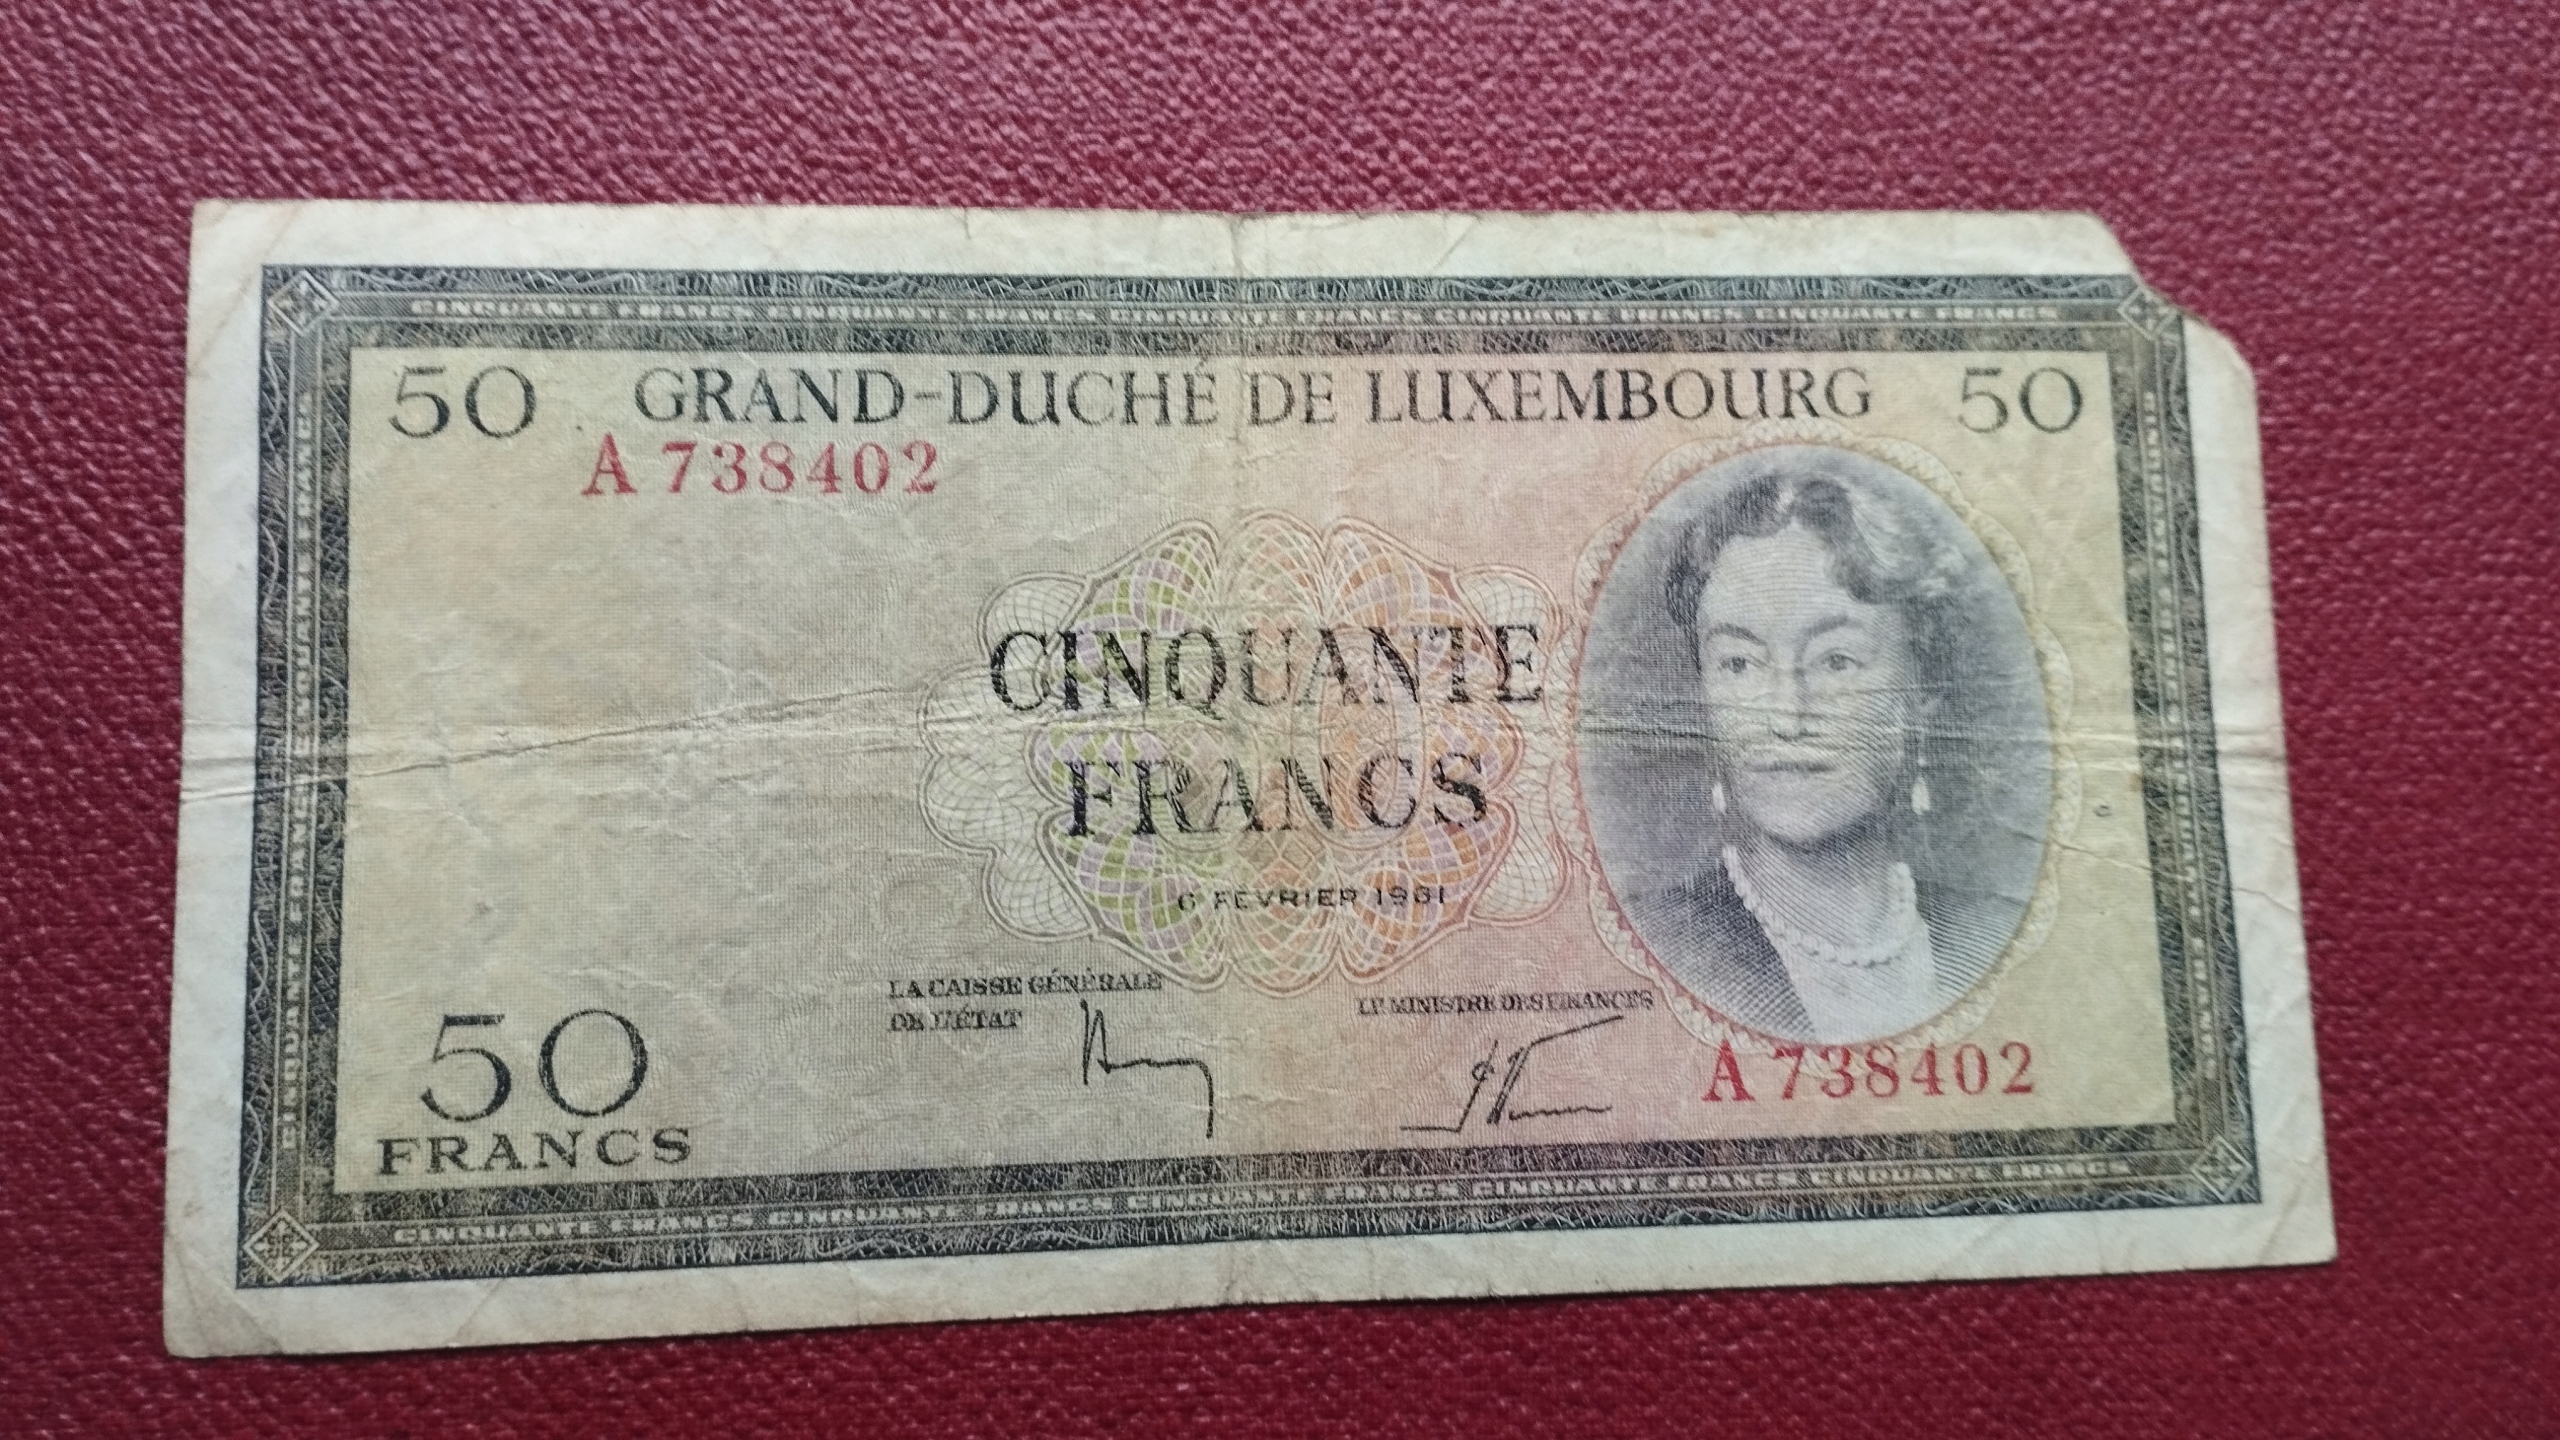 CINQUANTE FRANCS CINQUANTE FRANCS CINQUANTE FRANCS CINQUANTE FRANCS CINQUANTE FRANCS
50 GRAND-DUCHÉ DE LUXEMBOURG 50
A 738402
CINQUANTE
FRANCS
6 FEVRIER 1961
LA CAISSE GÉNÉRALE
DE L'ÉTAT
LE MINISTRE DES FINANCES
A 738402
50
FRANCS
CINQUANTE FRANCS CINQUANTE FRANCS CINQUANTE FRANCS CINQUANTE FRANCS CINQUANTE FRANCS